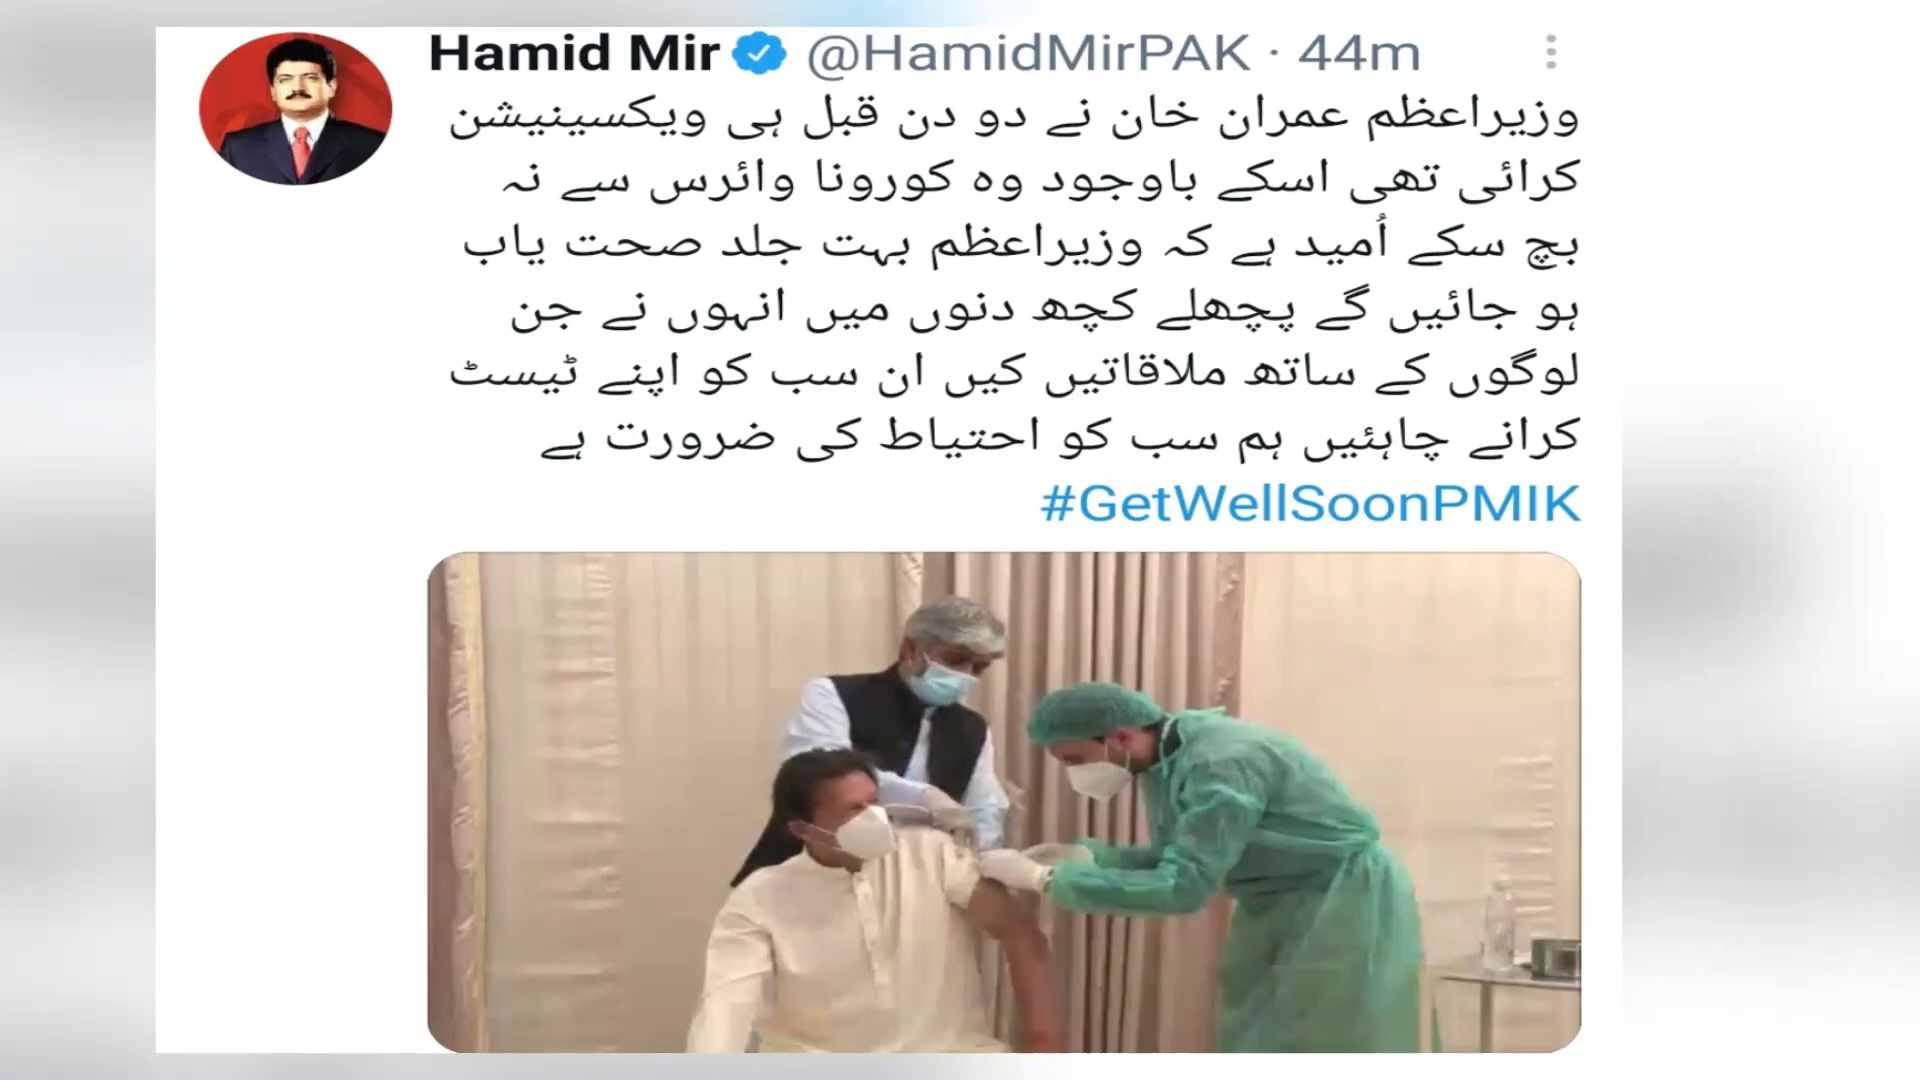 Hamid Mir @HamidMirPAK · 44m
وزیراعظم عمران خان نے دو دن قبل ہی ویکسینیشن
کرائی تھی اسکے باوجود وہ کورونا وائرس سے نہ
بچ سکے اُمید ہے کہ وزیراعظم بہت جلد صحت یاب
ہو جائیں گے پچھلے کچھ دنوں میں انہوں نے جن
لوگوں کے ساتھ ملاقاتیں کیں ان سب کو اپنے ٹیسٹ
کرانے چاہئیں ہم سب کو احتیاط کی ضرورت ہے
#GetWellSoonPMIK